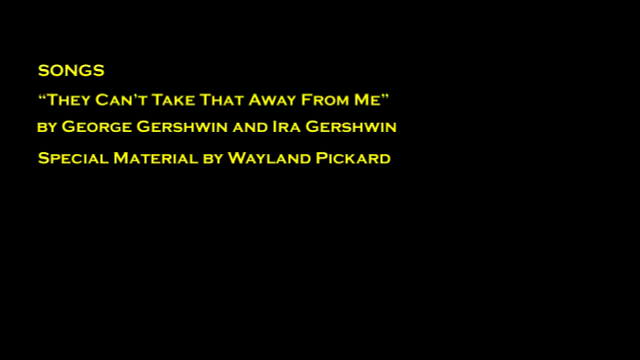 SONGS
“They Can’t Take That Away From Me”
by George Gershwin and Ira Gershwin
Special Material by Wayland Pickard